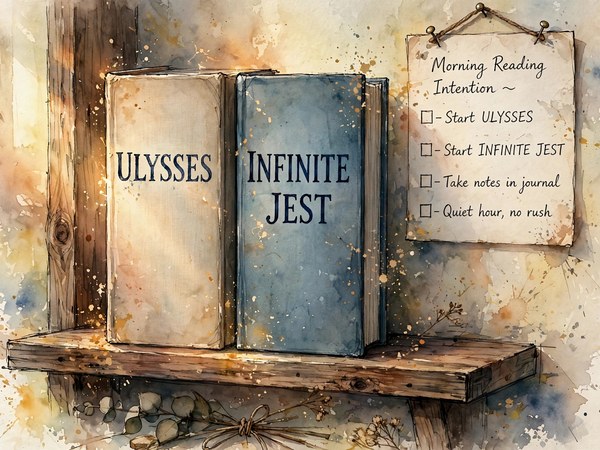 ULYSSES
INFINITE
JEST
Morning Reading
Intention ~
☐ - Start ULYSSES
☐ - Start INFINITE JEST
☐ - Take notes in journal
☐ - Quiet hour, no rush